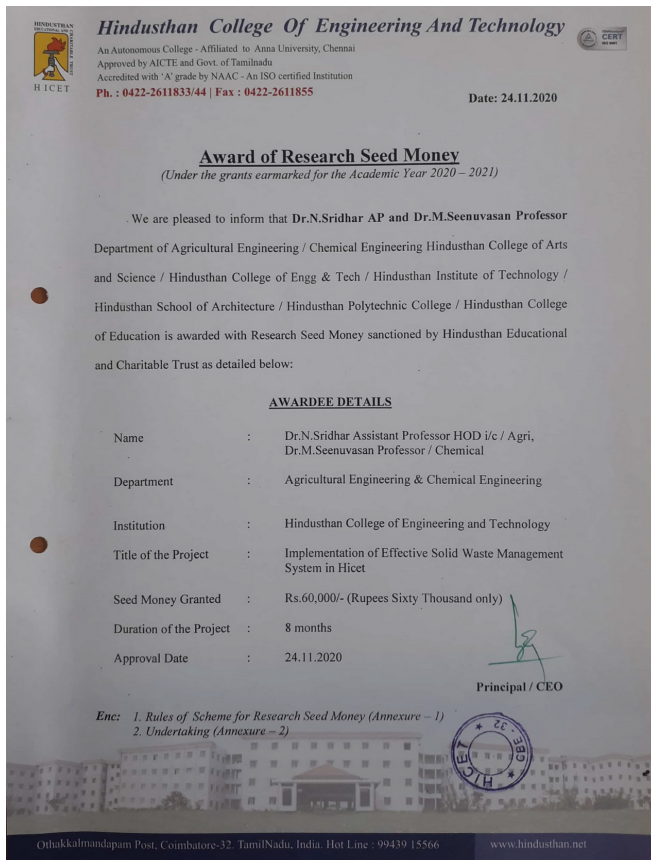 HINDUSTHAN
EDUCATIONAL AND CHARITABLE TRUST
HICET
Hindusthan College Of Engineering And Technology
An Autonomous College - Affiliated to Anna University, Chennai
Approved by AICTE and Govt. of Tamilnadu
Accredited with 'A' grade by NAAC - An ISO certified Institution
Ph. : 0422-2611833/44 | Fax : 0422-2611855
CERT
Date: 24.11.2020
Award of Research Seed Money
(Under the grants earmarked for the Academic Year 2020 – 2021)
We are pleased to inform that Dr.N.Sridhar AP and Dr.M.Seenuvasan Professor
Department of Agricultural Engineering / Chemical Engineering Hindusthan College of Arts
and Science / Hindusthan College of Engg & Tech / Hindusthan Institute of Technology /
Hindusthan School of Architecture / Hindusthan Polytechnic College / Hindusthan College
of Education is awarded with Research Seed Money sanctioned by Hindusthan Educational
and Charitable Trust as detailed below:
AWARDEE DETAILS
Name : Dr.N.Sridhar Assistant Professor HOD i/c / Agri,
Dr.M.Seenuvasan Professor / Chemical
Department : Agricultural Engineering & Chemical Engineering
Institution : Hindusthan College of Engineering and Technology
Title of the Project : Implementation of Effective Solid Waste Management
System in Hicet
Seed Money Granted : Rs.60,000/- (Rupees Sixty Thousand only)
Duration of the Project : 8 months
Approval Date : 24.11.2020
Principal / CEO
Enc: 1. Rules of Scheme for Research Seed Money (Annexure – 1)
2. Undertaking (Annexure – 2)
HICET * CBE - 32 *
Othakkalmandapam Post, Coimbatore-32. TamilNadu, India. Hot Line : 99439 15566
www.hindusthan.net